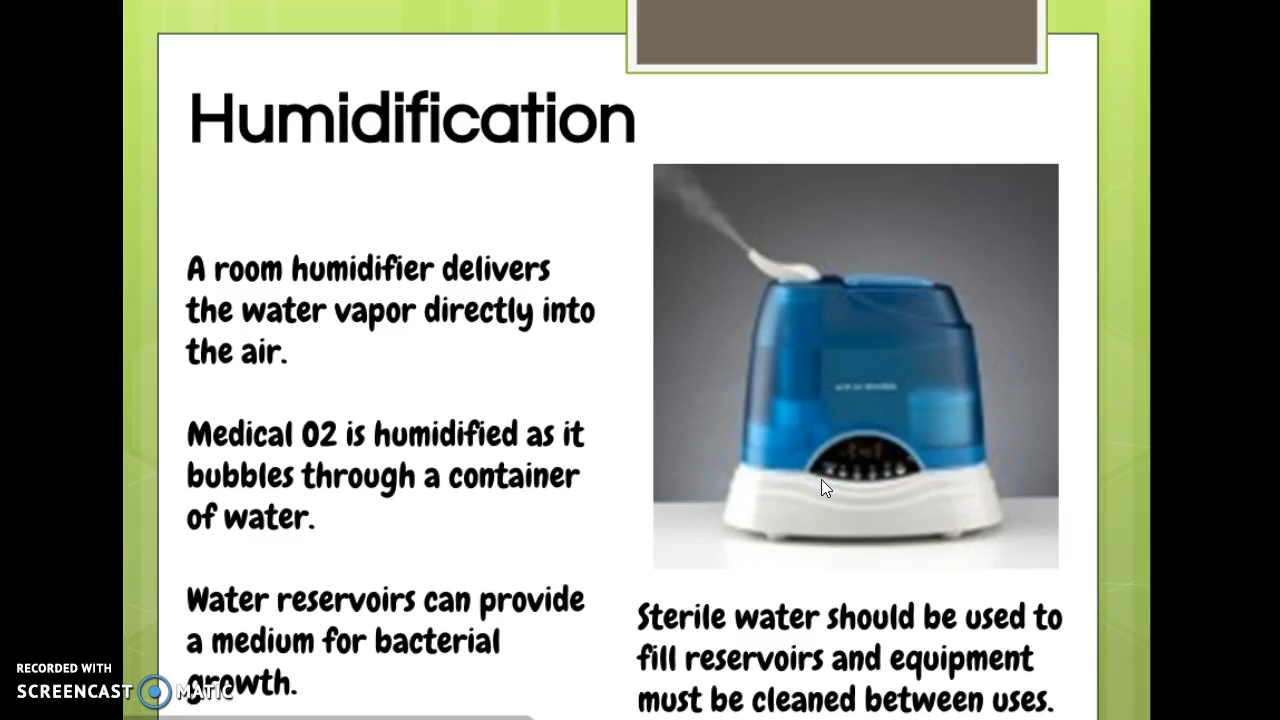 Humidification
A room humidifier delivers
the water vapor directly into
the air.
Medical O2 is humidified as it
bubbles through a container
of water.
Water reservoirs can provide
a medium for bacterial
growth.
Sterile water should be used to
fill reservoirs and equipment
must be cleaned between uses.
RECORDED WITH
SCREENCAST MATIC